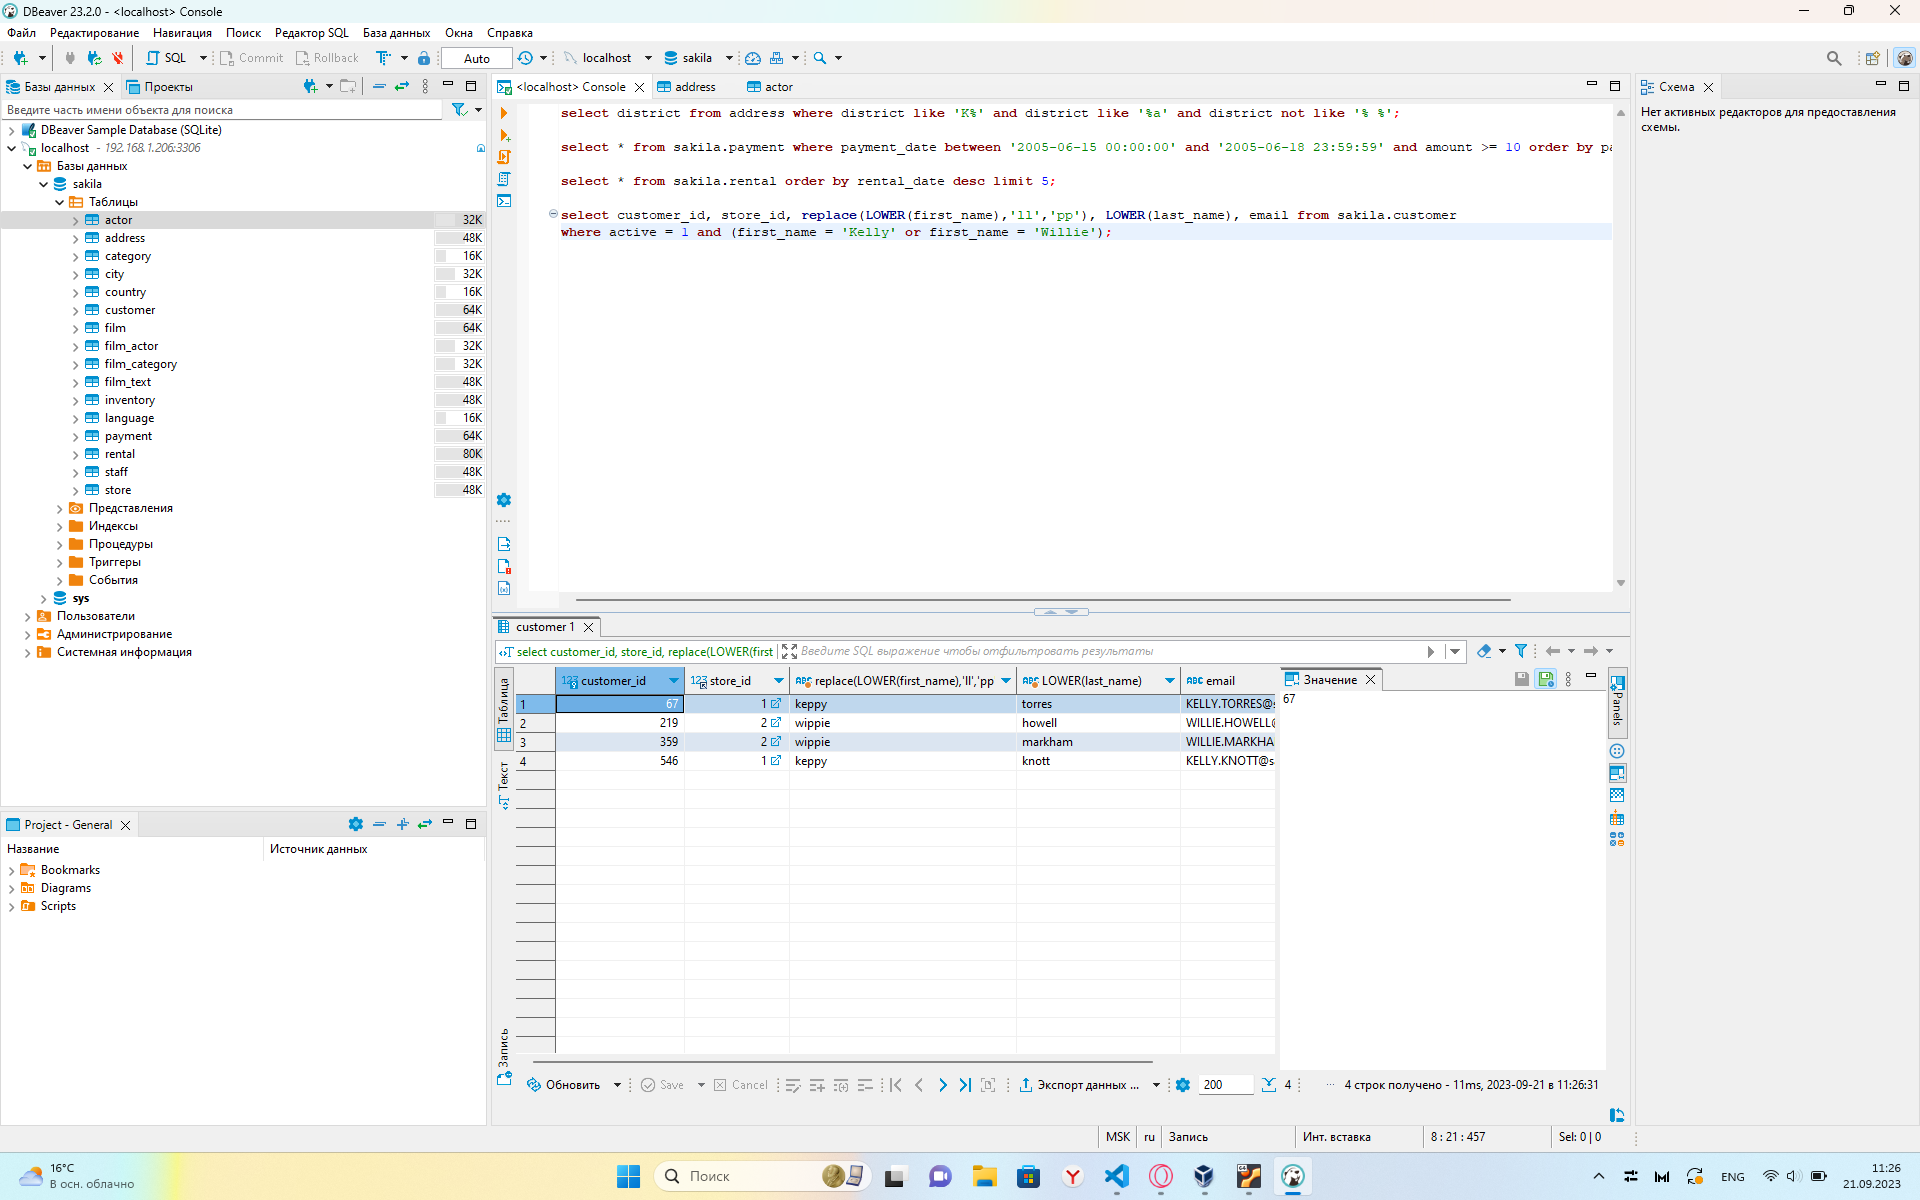 DBeaver 23.2.0 - <localhost> Console
Файл Редактирование Навигация Поиск Редактор SQL База данных Окна Справка
SQL Commit Rollback Auto localhost sakila
Базы данных Проекты
Введите часть имени объекта для поиска
DBeaver Sample Database (SQLite)
localhost - 192.168.1.206:3306
Базы данных
sakila
Таблицы
actor 32K
address 48K
category 16K
city 32K
country 16K
customer 64K
film 64K
film_actor 32K
film_category 32K
film_text 48K
inventory 48K
language 16K
payment 64K
rental 80K
staff 48K
store 48K
Представления
Индексы
Процедуры
Триггеры
События
sys
Пользователи
Администрирование
Системная информация
Project - General
Название Источник данных
Bookmarks
Diagrams
Scripts
<localhost> Console address actor
select district from address where district like 'K%' and district like '%a' and district not like '% %';
select * from sakila.payment where payment_date between '2005-06-15 00:00:00' and '2005-06-18 23:59:59' and amount >= 10 order by pa
select * from sakila.rental order by rental_date desc limit 5;
select customer_id, store_id, replace(LOWER(first_name),'ll','pp'), LOWER(last_name), email from sakila.customer
where active = 1 and (first_name = 'Kelly' or first_name = 'Willie');
customer 1
select customer_id, store_id, replace(LOWER(first Введите SQL выражение чтобы отфильтровать результаты
Таблица
Текст
Запись
customer_id store_id replace(LOWER(first_name),'ll','pp LOWER(last_name) email
1 67 1 keppy torres KELLY.TORRES@s
2 219 2 wippie howell WILLIE.HOWELL@
3 359 2 wippie markham WILLIE.MARKHA
4 546 1 keppy knott KELLY.KNOTT@s
Значение
67
Panels
Обновить Save Cancel Экспорт данных ... 200 4 4 строк получено - 11ms, 2023-09-21 в 11:26:31
Схема
Нет активных редакторов для предоставления
схемы.
MSK ru Запись Инт. вставка 8 : 21 : 457 Sel: 0 | 0
16°C
В осн. облачно
Поиск
ENG
11:26
21.09.2023